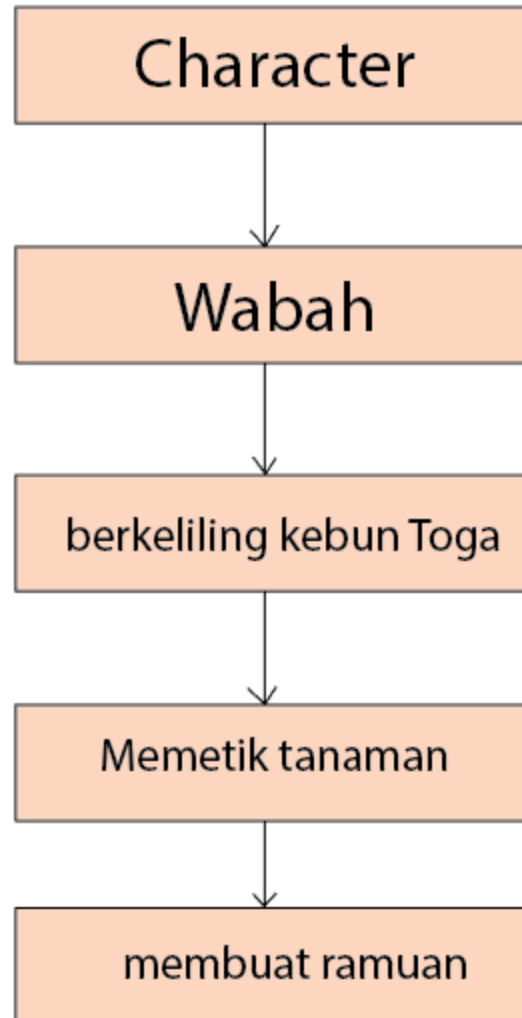 Character
Wabah
berkeliling kebun Toga
Memetik tanaman
membuat ramuan